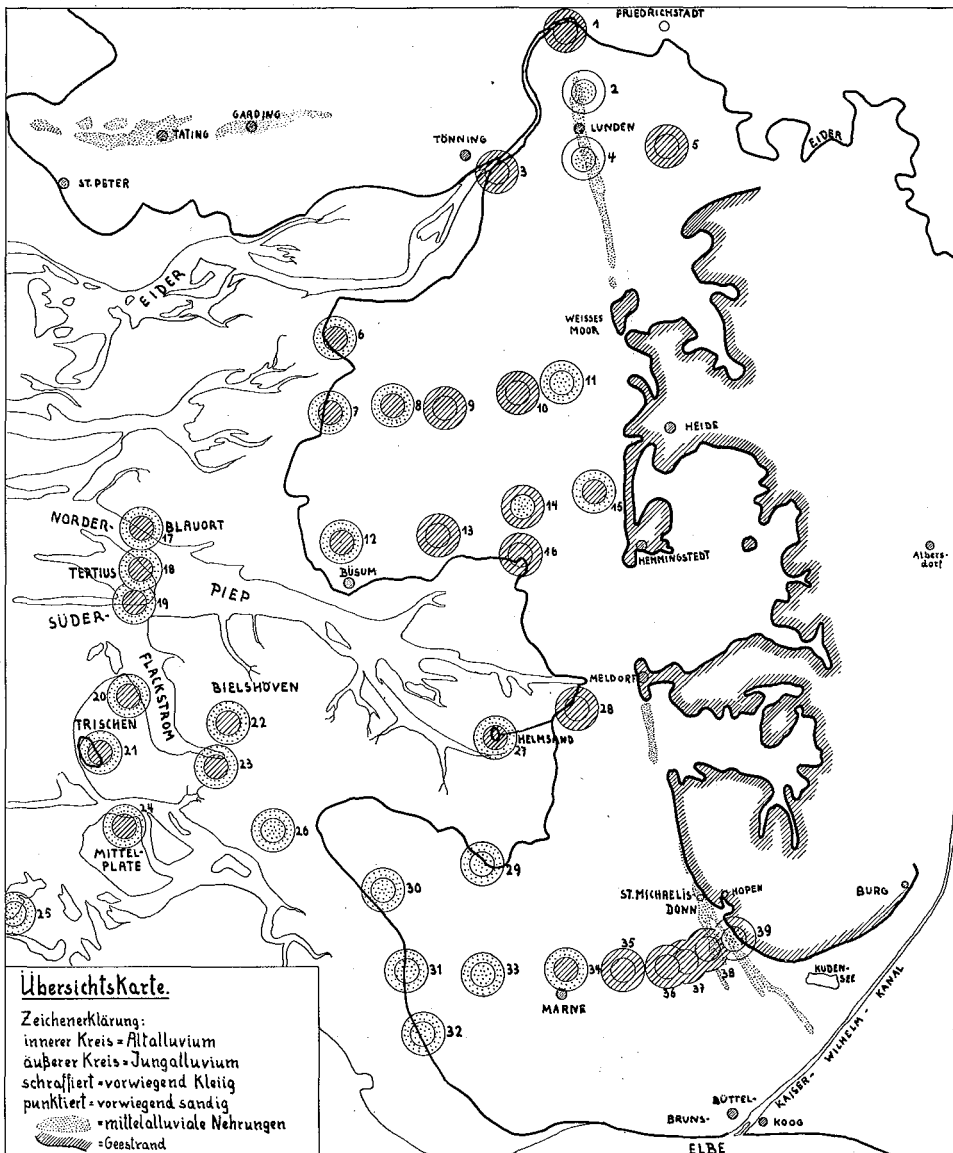 1
FRIEDRICHSTADT
2
GARDING
TATING
LUNDEN
EIDER
TÖNNING
4
5
3
ST. PETER
EIDER
WEISSES
MOOR
6
11
7
8
9
10
HEIDE
NORDER-
BLAUORT
17
14
15
12
13
16
HEMMINGSTEDT
Albers-
dorf
TERTIUS
18
BÜSUM
19
PIEP
SÜDER-
FLACKSTROM
BIELSHÖVEN
MELDORF
20
22
28
TRISCHEN
21
HELMSAND
27
23
24
26
MITTEL-
PLATE
29
30
ST. MICHAELIS-
DONN
HOPEN
BURG
25
39
31
33
34
35
38
36
37
MARNE
KUDEN-
SEE
32
KAISER-WILHELM-KANAL
BÜTTEL-
BRUNS-
KOOG
ELBE
Übersichtskarte.
Zeichenerklärung:
innerer Kreis = Altalluvium
äußerer Kreis = Jungalluvium
schraffiert = vorwiegend Kleiig
punktiert = vorwiegend sandig
= mittelalluviale Nehrungen
= Geestrand